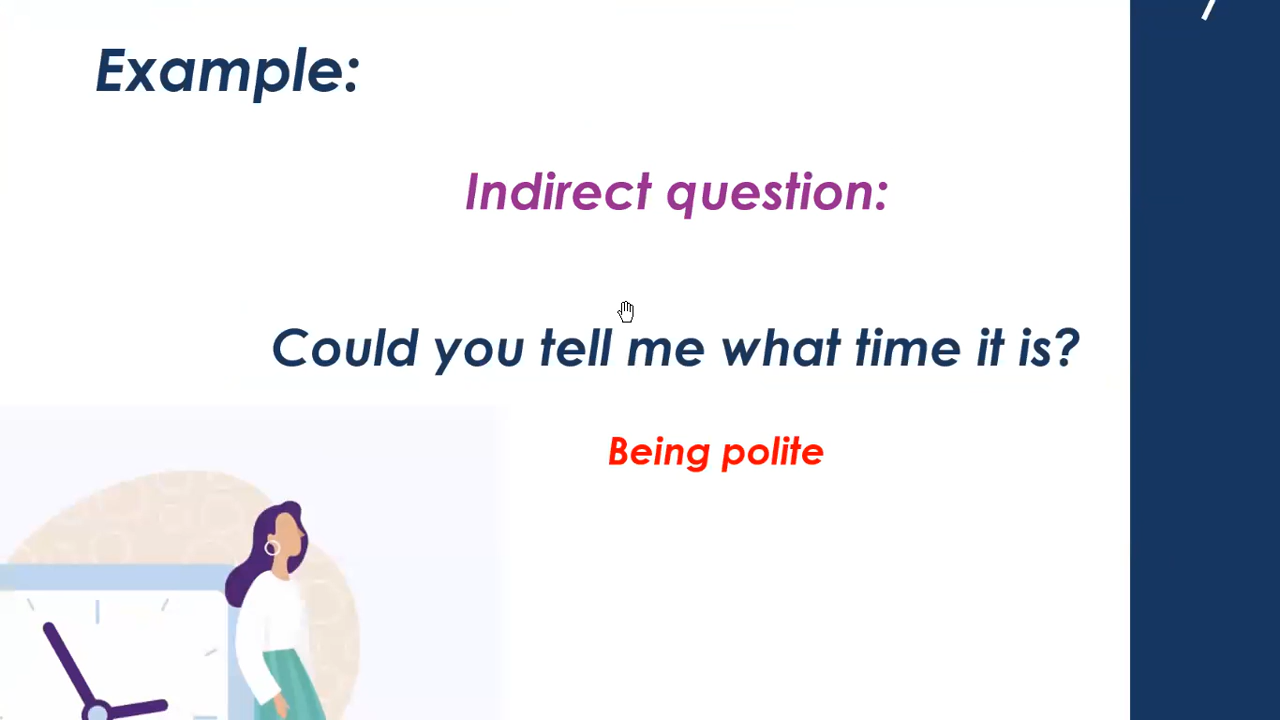 Example:
Indirect question:
Could you tell me what time it is?
Being polite